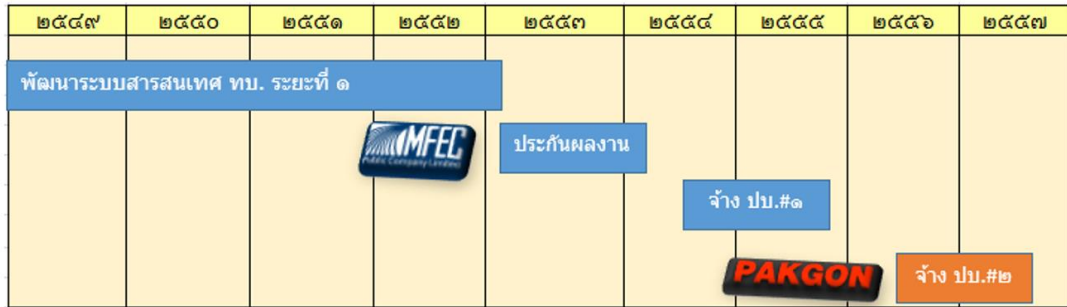 ๒๕๔๙ ๒๕๕๐ ๒๕๕๑ ๒๕๕๒ ๒๕๕๓ ๒๕๕๔ ๒๕๕๕ ๒๕๕๖ ๒๕๕๗
พัฒนาระบบสารสนเทศ ทบ. ระยะที่ ๑
MFEC
Public Company Limited
ประกันผลงาน
จ้าง ปบ.#๑
PAKGON
จ้าง ปบ.#๒